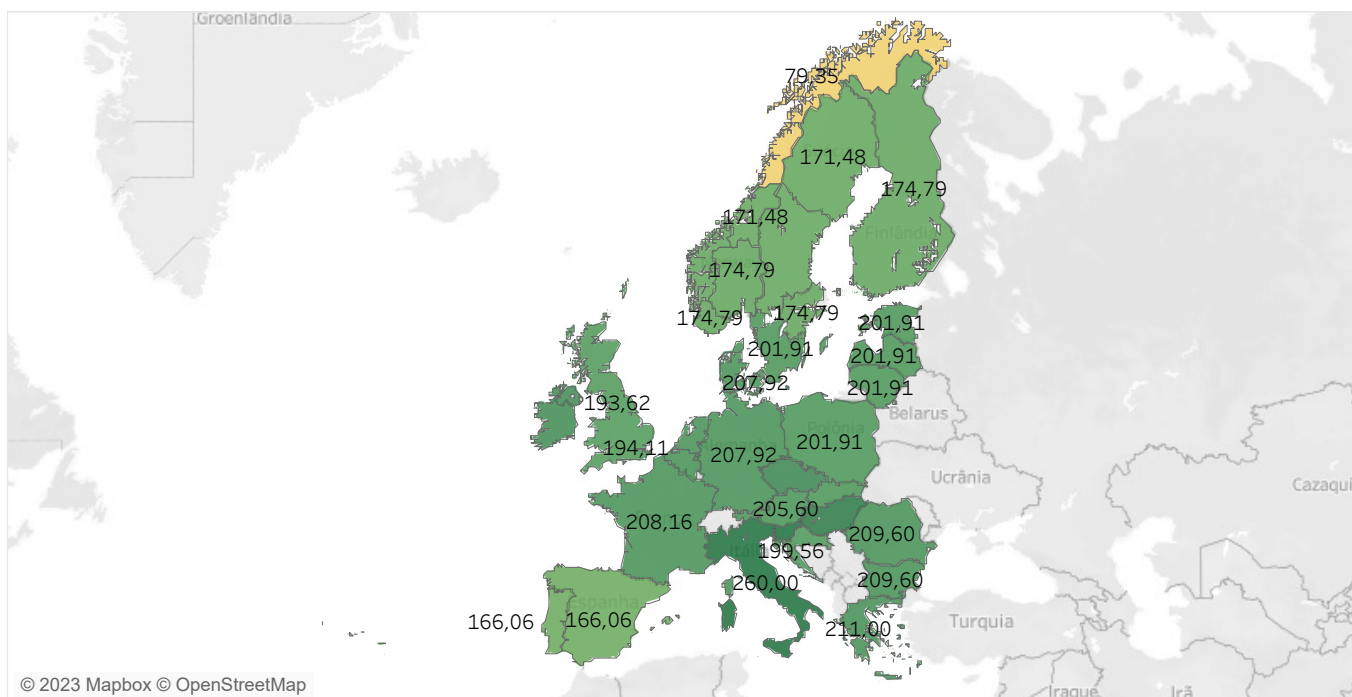 Groenlândia
79,35
171,48
174,79
Finlândia
171,48
174,79
174,79
174,79
201,91
201,91
201,91
201,91
207,92
193,62
Belarus
Polônia
201,91
194,11
207,92
Ucrânia
Cazaqui
205,60
208,16
209,60
199,56
260,00
209,60
Espanha
166,06
166,06
211,00
Turquia
Iraque
Irã
© 2023 Mapbox © OpenStreetMap